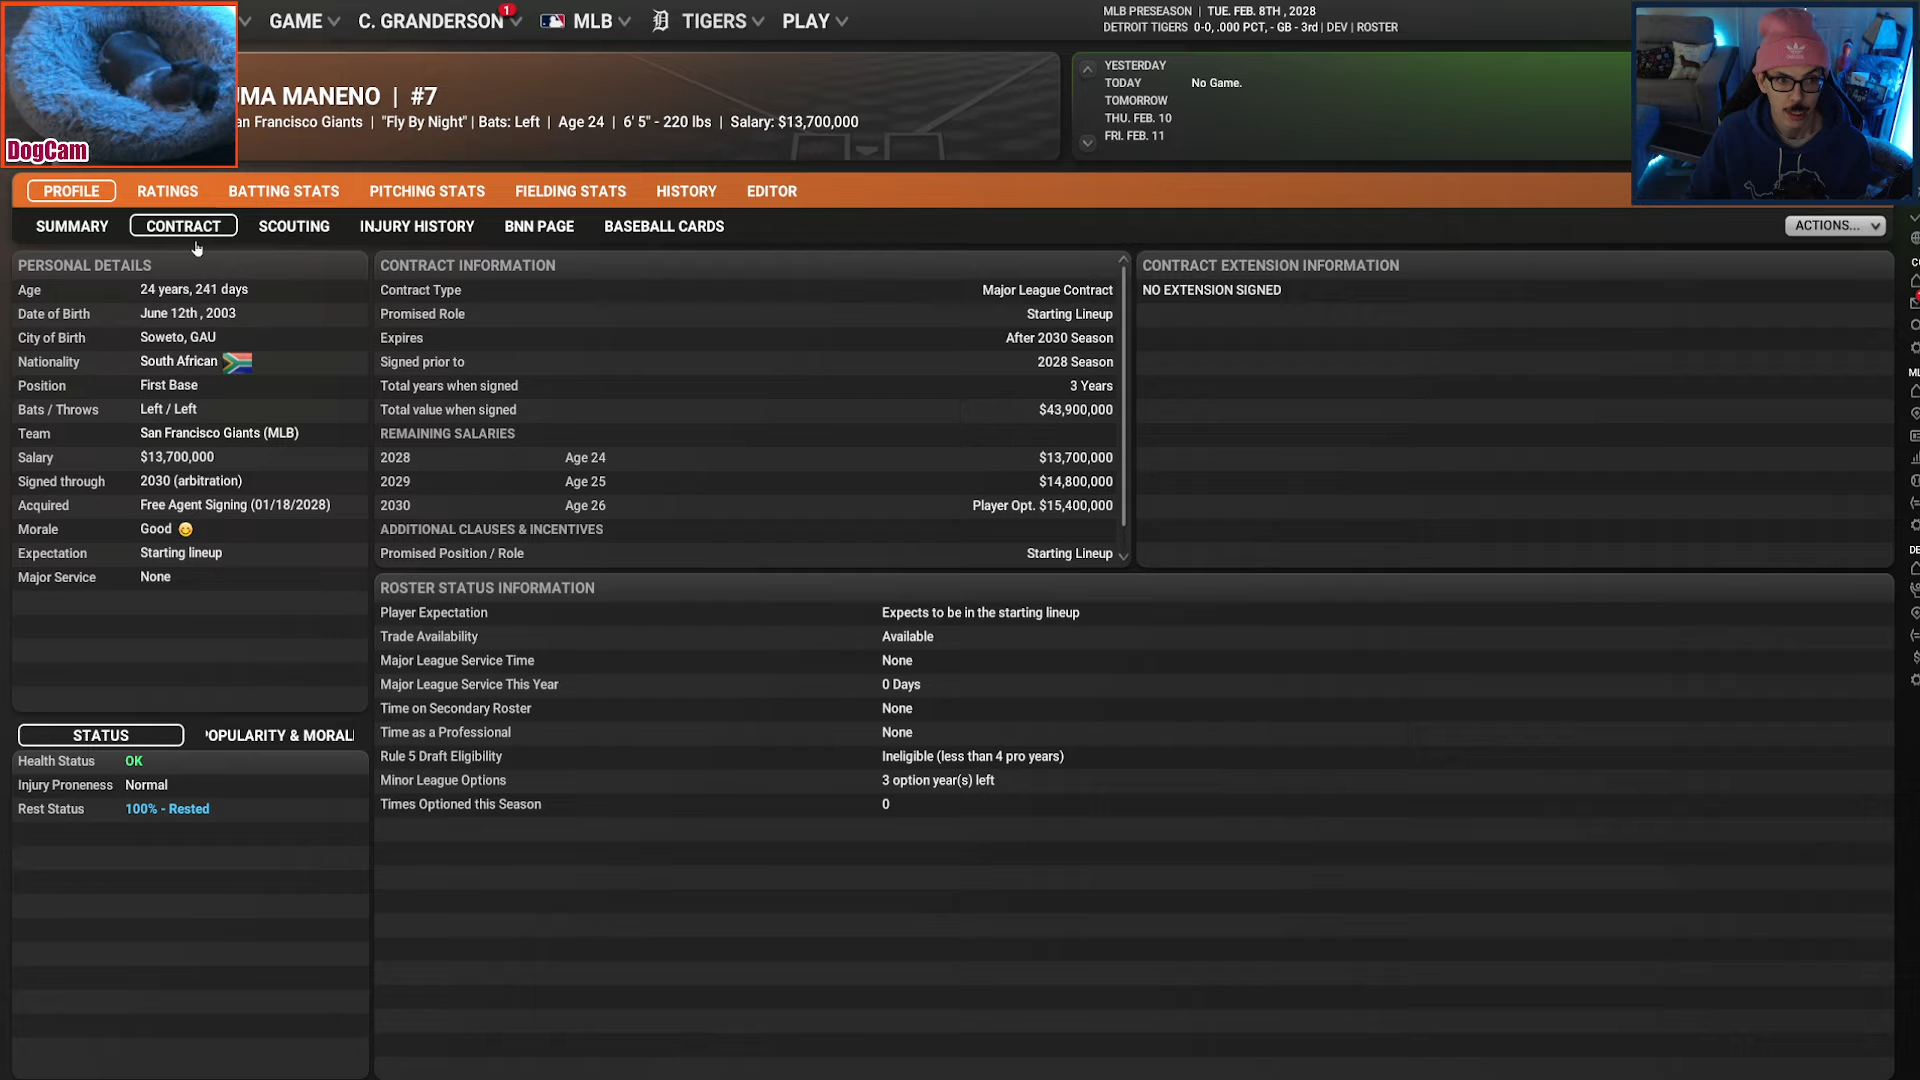 GAME
C. GRANDERSON
1
MLB
TIGERS
PLAY
MLB PRESEASON | TUE. FEB. 8TH , 2028
DETROIT TIGERS 0-0, .000 PCT, - GB - 3rd | DEV | ROSTER
UMA MANENO | #7
an Francisco Giants | "Fly By Night" | Bats: Left | Age 24 | 6' 5" - 220 lbs | Salary: $13,700,000
DogCam
YESTERDAY
TODAY No Game.
TOMORROW
THU. FEB. 10
FRI. FEB. 11
PROFILE RATINGS BATTING STATS PITCHING STATS FIELDING STATS HISTORY EDITOR
SUMMARY CONTRACT SCOUTING INJURY HISTORY BNN PAGE BASEBALL CARDS
ACTIONS...
PERSONAL DETAILS
Age 24 years, 241 days
Date of Birth June 12th , 2003
City of Birth Soweto, GAU
Nationality South African
Position First Base
Bats / Throws Left / Left
Team San Francisco Giants (MLB)
Salary $13,700,000
Signed through 2030 (arbitration)
Acquired Free Agent Signing (01/18/2028)
Morale Good
Expectation Starting lineup
Major Service None
STATUS
'OPULARITY & MORAL
Health Status OK
Injury Proneness Normal
Rest Status 100% - Rested
CONTRACT INFORMATION
Contract Type Major League Contract
Promised Role Starting Lineup
Expires After 2030 Season
Signed prior to 2028 Season
Total years when signed 3 Years
Total value when signed $43,900,000
REMAINING SALARIES
2028 Age 24 $13,700,000
2029 Age 25 $14,800,000
2030 Age 26 Player Opt. $15,400,000
ADDITIONAL CLAUSES & INCENTIVES
Promised Position / Role Starting Lineup
CONTRACT EXTENSION INFORMATION
NO EXTENSION SIGNED
ROSTER STATUS INFORMATION
Player Expectation Expects to be in the starting lineup
Trade Availability Available
Major League Service Time None
Major League Service This Year 0 Days
Time on Secondary Roster None
Time as a Professional None
Rule 5 Draft Eligibility Ineligible (less than 4 pro years)
Minor League Options 3 option year(s) left
Times Optioned this Season 0